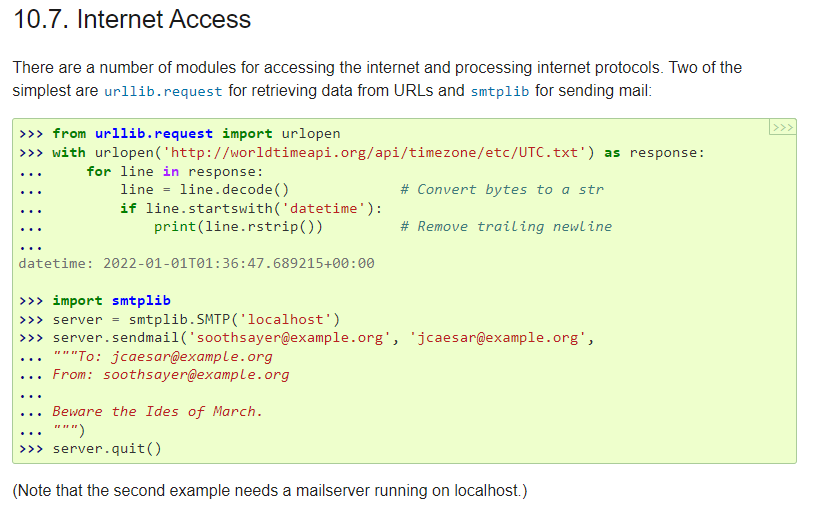 10.7. Internet Access
There are a number of modules for accessing the internet and processing internet protocols. Two of the
simplest are urllib.request for retrieving data from URLs and smtplib for sending mail:
>>>
>>> from urllib.request import urlopen
>>> with urlopen('http://worldtimeapi.org/api/timezone/etc/UTC.txt') as response:
...     for line in response:
...         line = line.decode()             # Convert bytes to a str
...         if line.startswith('datetime'):
...             print(line.rstrip())         # Remove trailing newline
...
datetime: 2022-01-01T01:36:47.689215+00:00
>>> import smtplib
>>> server = smtplib.SMTP('localhost')
>>> server.sendmail('soothsayer@example.org', 'jcaesar@example.org',
... """To: jcaesar@example.org
... From: soothsayer@example.org
...
... Beware the Ides of March.
... """)
>>> server.quit()
(Note that the second example needs a mailserver running on localhost.)